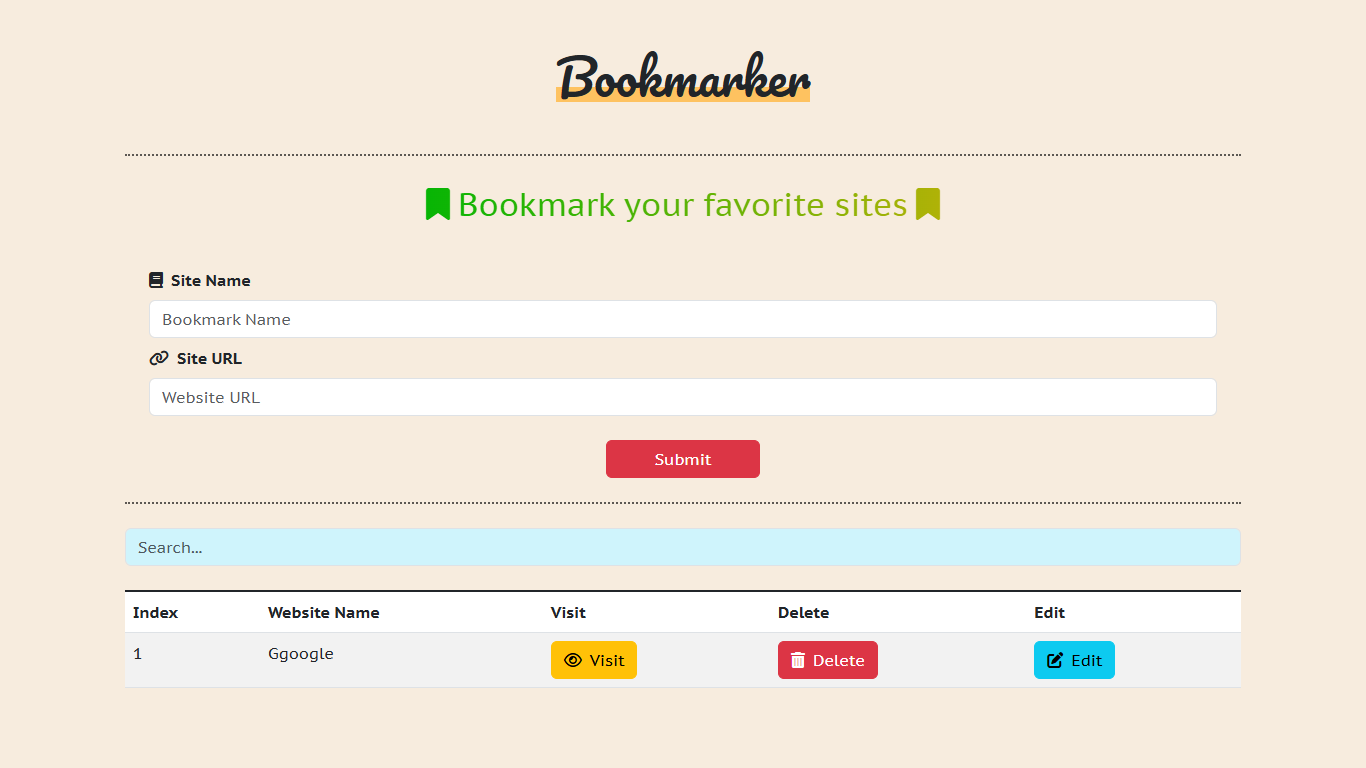 Bookmarker
Bookmark your favorite sites
Site Name
Bookmark Name
Site URL
Website URL
Submit
Search...
Index Website Name Visit Delete Edit
1 Ggoogle Visit Delete Edit